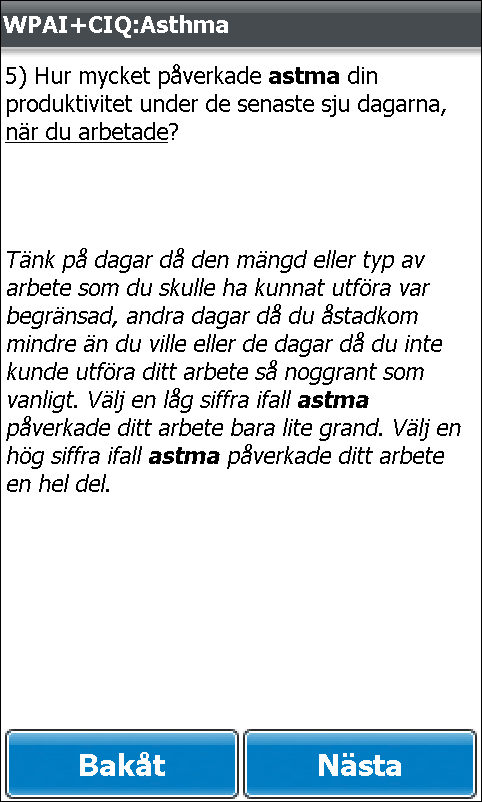 WPAI+CIQ:Asthma
5) Hur mycket påverkade astma din
produktivitet under de senaste sju dagarna,
när du arbetade?
Tänk på dagar då den mängd eller typ av
arbete som du skulle ha kunnat utföra var
begränsad, andra dagar då du åstadkom
mindre än du ville eller de dagar då du inte
kunde utföra ditt arbete så noggrant som
vanligt. Välj en låg siffra ifall astma
påverkade ditt arbete bara lite grand. Välj en
hög siffra ifall astma påverkade ditt arbete
en hel del.
Bakåt
Nästa